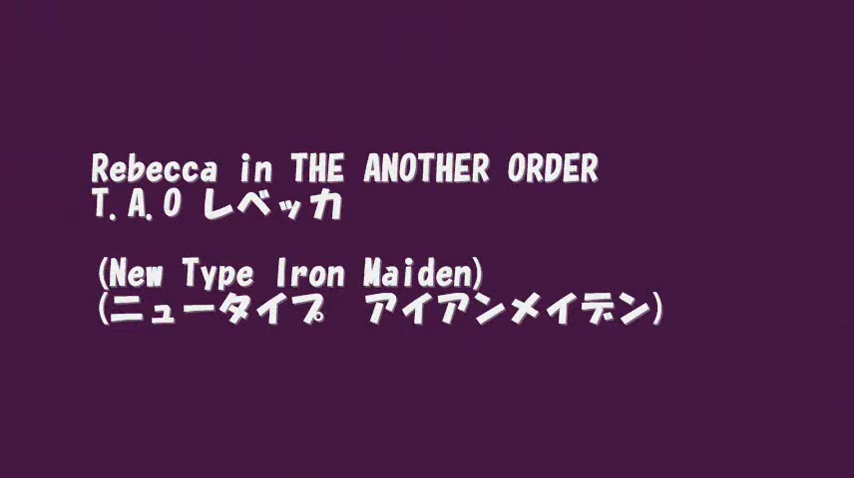 Rebecca in THE ANOTHER ORDER
T.A.O レベッカ
(New Type Iron Maiden)
(ニュータイプ　アイアンメイデン)